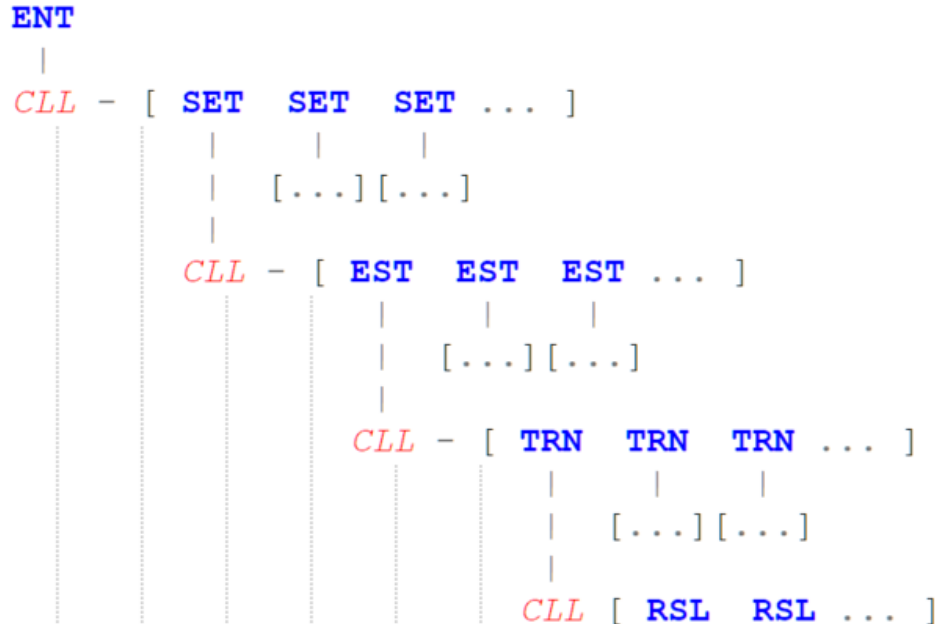 ENT
|
CLL - [ SET SET SET ... ]
| | |
| [...][...]
|
CLL - [ EST EST EST ... ]
| | |
| [...][...]
|
CLL - [ TRN TRN TRN ... ]
| | |
| [...][...]
|
CLL [ RSL RSL ... ]